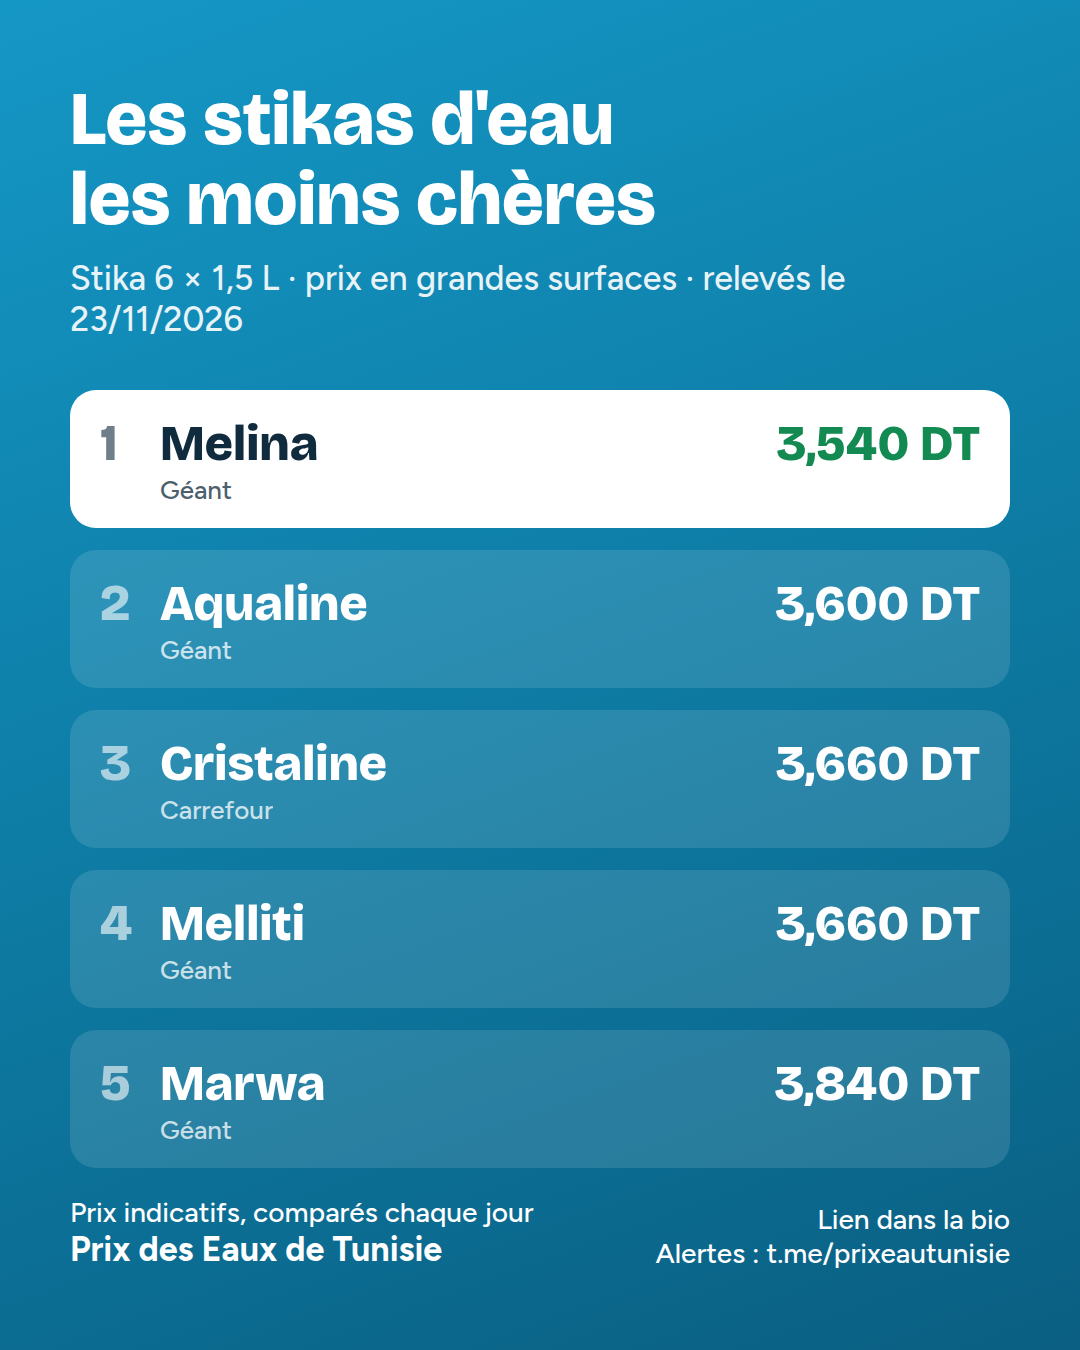 Les stikas d'eau
les moins chères
Stika 6 × 1,5 L · prix en grandes surfaces · relevés le
23/11/2026
1 Melina 3,540 DT
Géant
2 Aqualine 3,600 DT
Géant
3 Cristaline 3,660 DT
Carrefour
4 Melliti 3,660 DT
Géant
5 Marwa 3,840 DT
Géant
Prix indicatifs, comparés chaque jour
Prix des Eaux de Tunisie
Lien dans la bio
Alertes : t.me/prixeautunisie